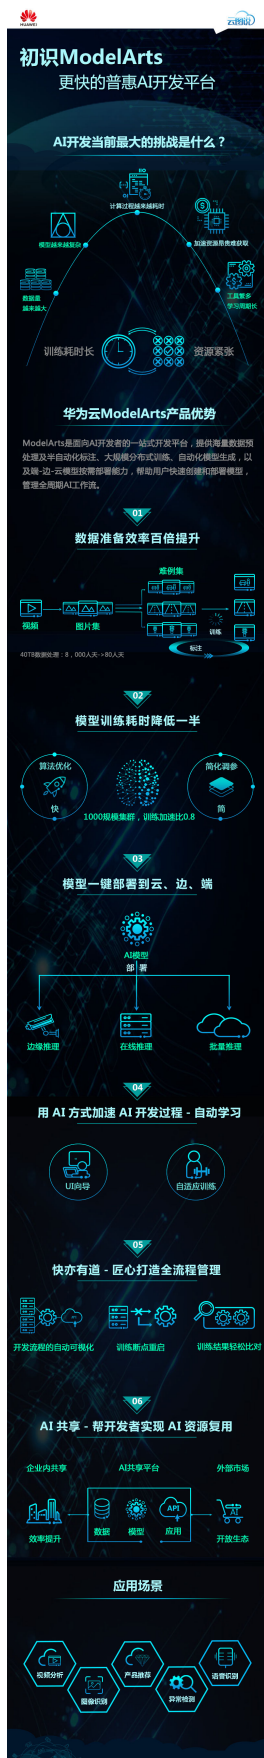 HUAWEI
云图说
初识ModelArts
更快的普惠AI开发平台
AI开发当前最大的挑战是什么？
计算过程越来越耗时
模型越来越复杂
加速资源昂贵难获取
数据量
越来越大
工具繁多
学习周期长
训练耗时长
资源紧张
华为云ModelArts产品优势
ModelArts是面向AI开发者的一站式开发平台，提供海量数据预
处理及半自动化标注、大规模分布式训练、自动化模型生成，以
及端-边-云模型按需部署能力，帮助用户快速创建和部署模型，
管理全周期AI工作流。
01
数据准备效率百倍提升
难例集
视频
图片集
训练
标注
40TB数据处理：8，000人天->80人天
02
模型训练耗时降低一半
算法优化
快
简化调参
简
1000规模集群，训练加速比0.8
03
模型一键部署到云、边、端
AI模型
部 署
边缘推理
在线推理
批量推理
04
用 AI 方式加速 AI 开发过程 - 自动学习
UI向导
自适应训练
05
快亦有道 - 匠心打造全流程管理
开发流程的自动可视化
训练断点重启
训练结果轻松比对
06
AI 共享 - 帮开发者实现 AI 资源复用
企业内共享
AI共享平台
外部市场
API
AI
效率提升
数据
模型
应用
开放生态
应用场景
视频分析
产品推荐
语音识别
图像识别
异常检测